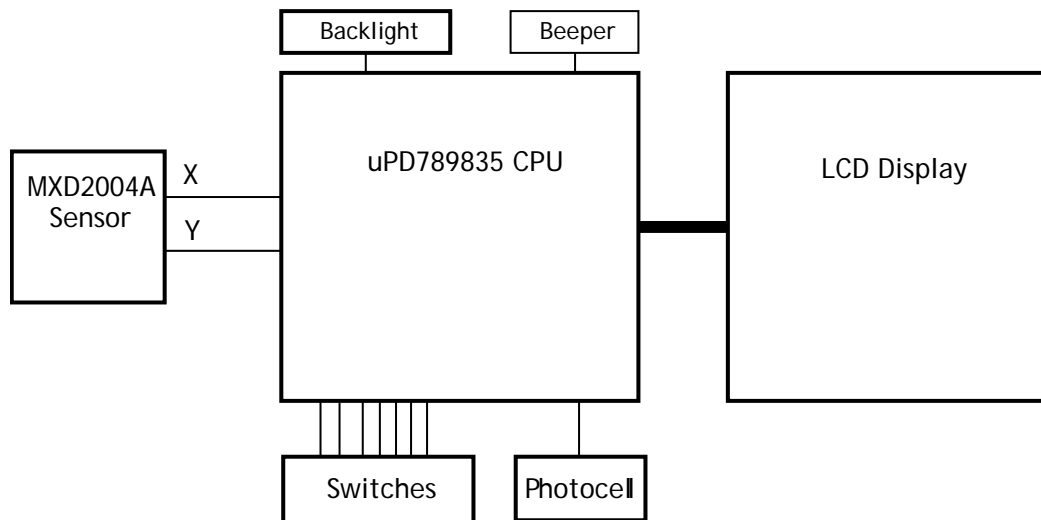 Backlight
Beeper
uPD789835 CPU
LCD Display
MXD2004A
Sensor
X
Y
Switches
Photocell